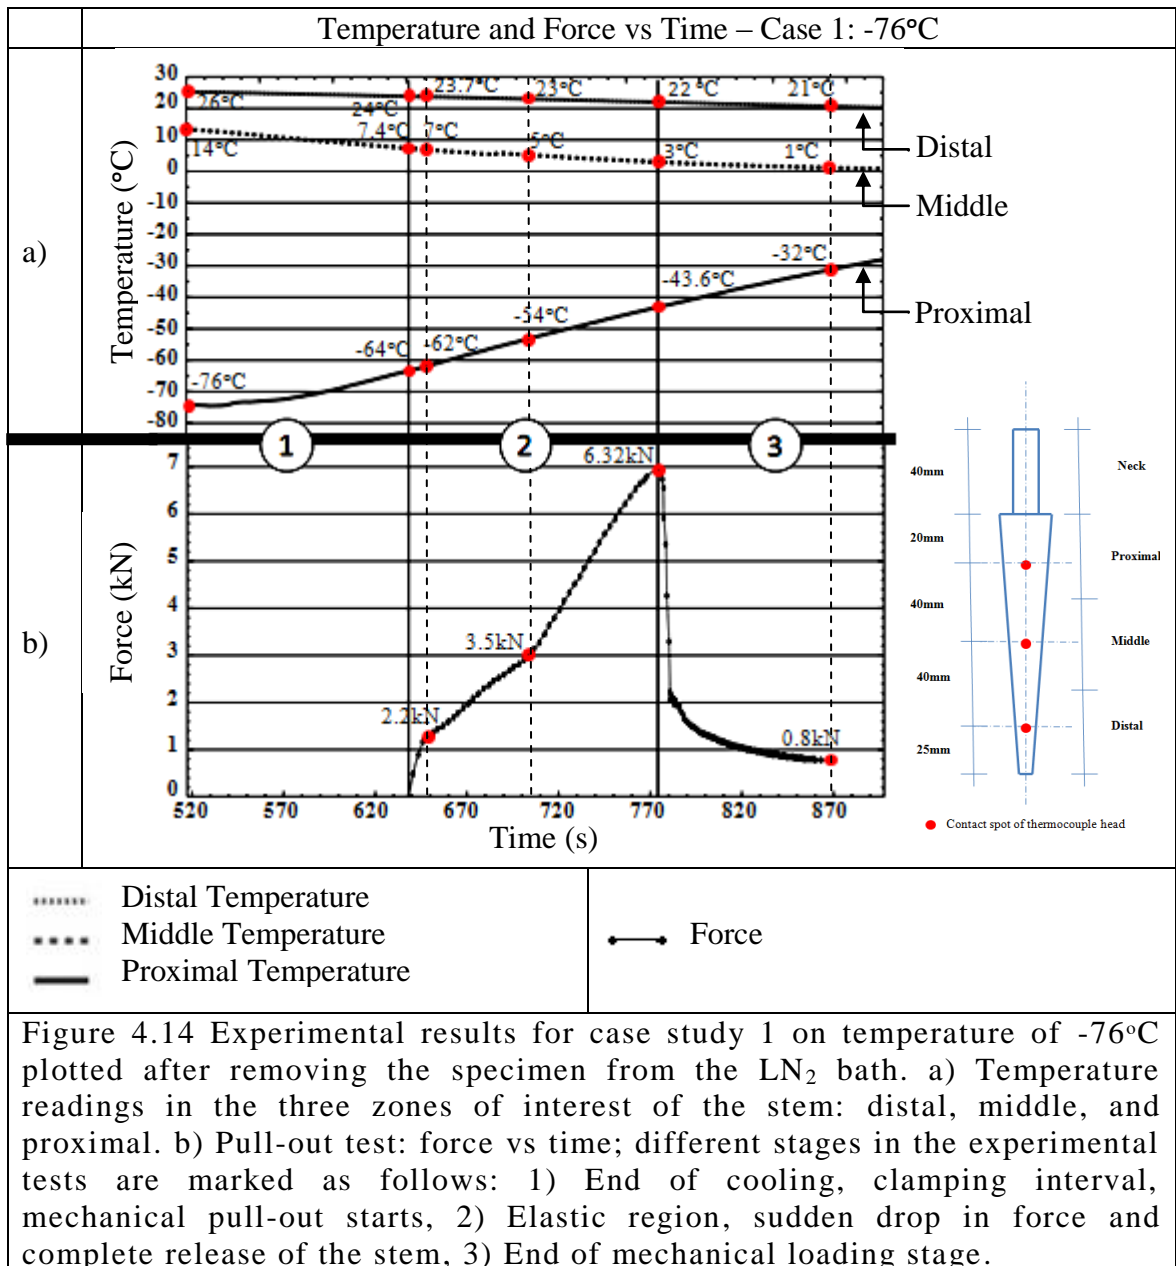 Temperature and Force vs Time – Case 1: -76°C
a)
Temperature (°C)
30
20
10
0
-10
-20
-30
-40
-50
-60
-70
-80
26°C
24°C
23.7°C
23°C
22°C
21°C
14°C
7.4°C
7°C
5°C
3°C
1°C
-76°C
-64°C
-62°C
-54°C
-43.6°C
-32°C
Distal
Middle
Proximal
1
2
3
b)
Force (kN)
7
6
5
4
3
2
1
0
2.2kN
3.5kN
6.32kN
0.8kN
520 570 620 670 720 770 820 870
Time (s)
40mm
20mm
40mm
40mm
25mm
Neck
Proximal
Middle
Distal
Contact spot of thermocouple head
Distal Temperature
Middle Temperature
Proximal Temperature
Force
Figure 4.14 Experimental results for case study 1 on temperature of -76°C
plotted after removing the specimen from the LN₂ bath. a) Temperature
readings in the three zones of interest of the stem: distal, middle, and
proximal. b) Pull-out test: force vs time; different stages in the experimental
tests are marked as follows: 1) End of cooling, clamping interval,
mechanical pull-out starts, 2) Elastic region, sudden drop in force and
complete release of the stem, 3) End of mechanical loading stage.